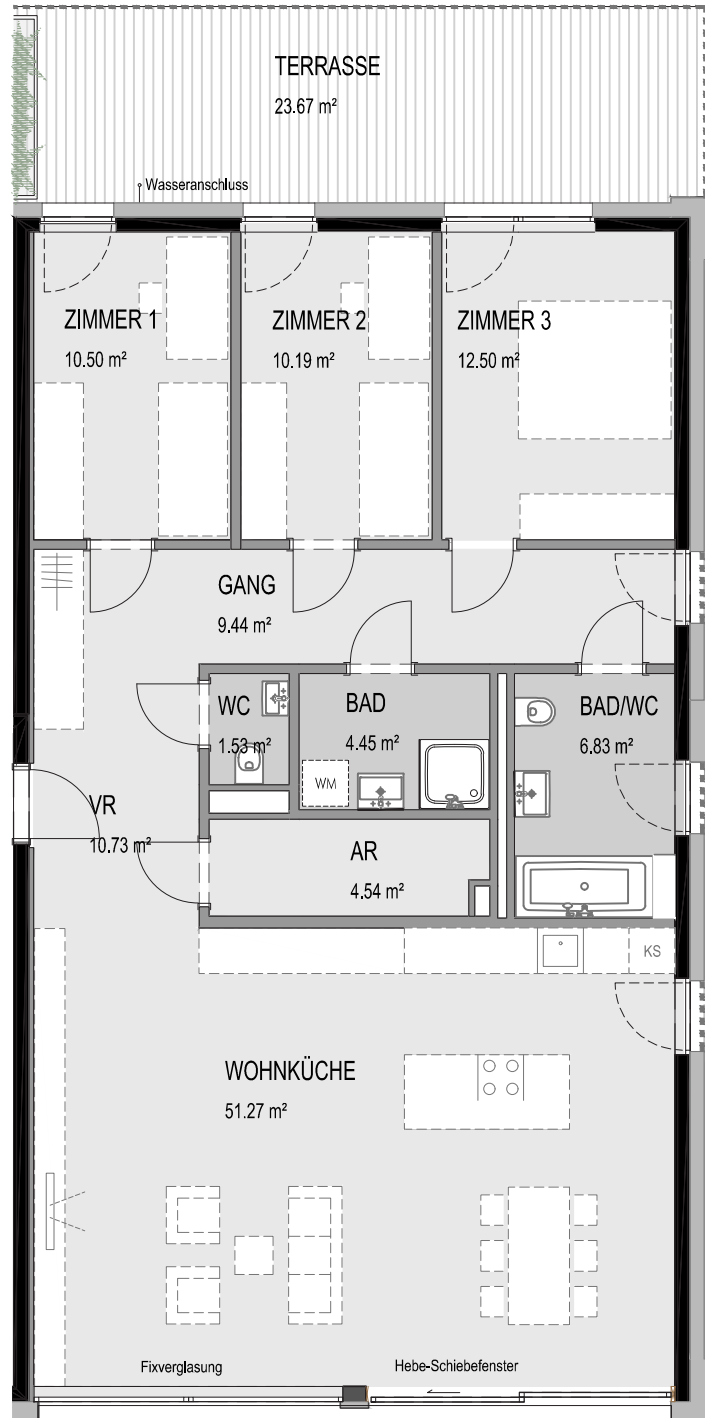 TERRASSE
23.67 m²
Wasseranschluss
ZIMMER 1
10.50 m²
ZIMMER 2
10.19 m²
ZIMMER 3
12.50 m²
GANG
9.44 m²
WC
1.53 m²
BAD
4.45 m²
BAD/WC
6.83 m²
WM
VR
10.73 m²
AR
4.54 m²
KS
WOHNKÜCHE
51.27 m²
Fixverglasung
Hebe-Schiebefenster